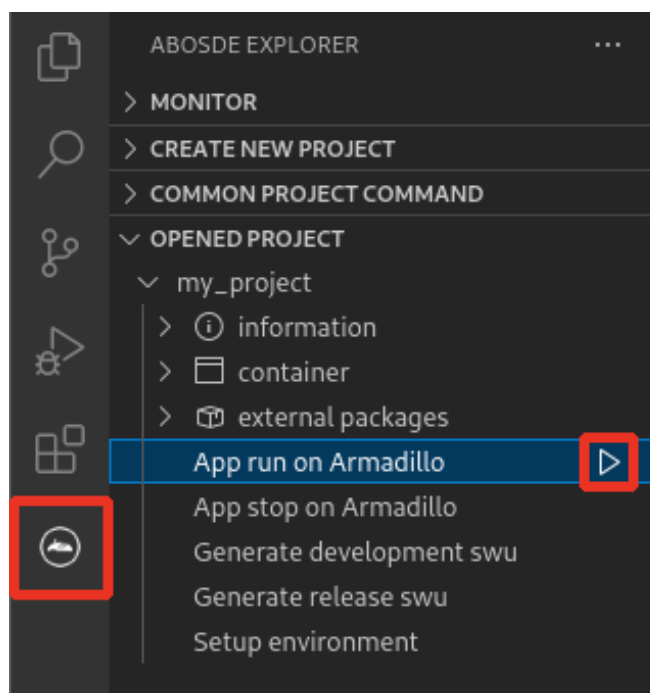 ABOSDE EXPLORER
MONITOR
CREATE NEW PROJECT
COMMON PROJECT COMMAND
OPENED PROJECT
my_project
information
container
external packages
App run on Armadillo
App stop on Armadillo
Generate development swu
Generate release swu
Setup environment